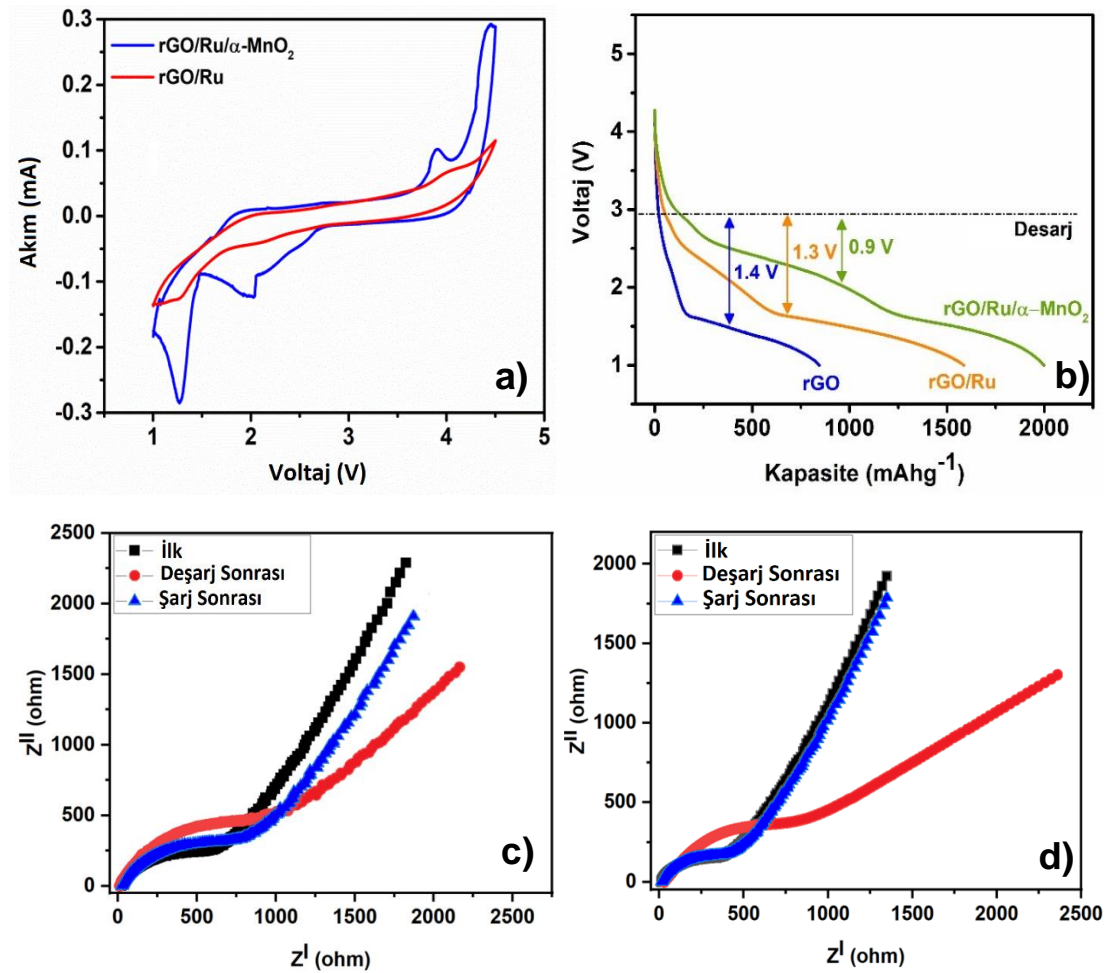 0.3
0.2
0.1
0.0
-0.1
-0.2
-0.3
Akım (mA)
rGO/Ru/α-MnO₂
rGO/Ru
a)
1 2 3 4 5
Voltaj (V)
5
4
3
2
1
Voltaj (V)
Desarj
1.4 V
1.3 V
0.9 V
rGO/Ru/α−MnO₂
rGO
rGO/Ru
b)
0 500 1000 1500 2000
Kapasite (mAhg⁻¹)
2500
2000
1500
1000
500
0
Zᴵᴵ (ohm)
İlk
Deşarj Sonrası
Şarj Sonrası
c)
0 500 1000 1500 2000 2500
Zᴵ (ohm)
2000
1500
1000
500
0
Zᴵᴵ (ohm)
İlk
Deşarj Sonrası
Şarj Sonrası
d)
0 500 1000 1500 2000 2500
Zᴵ (ohm)